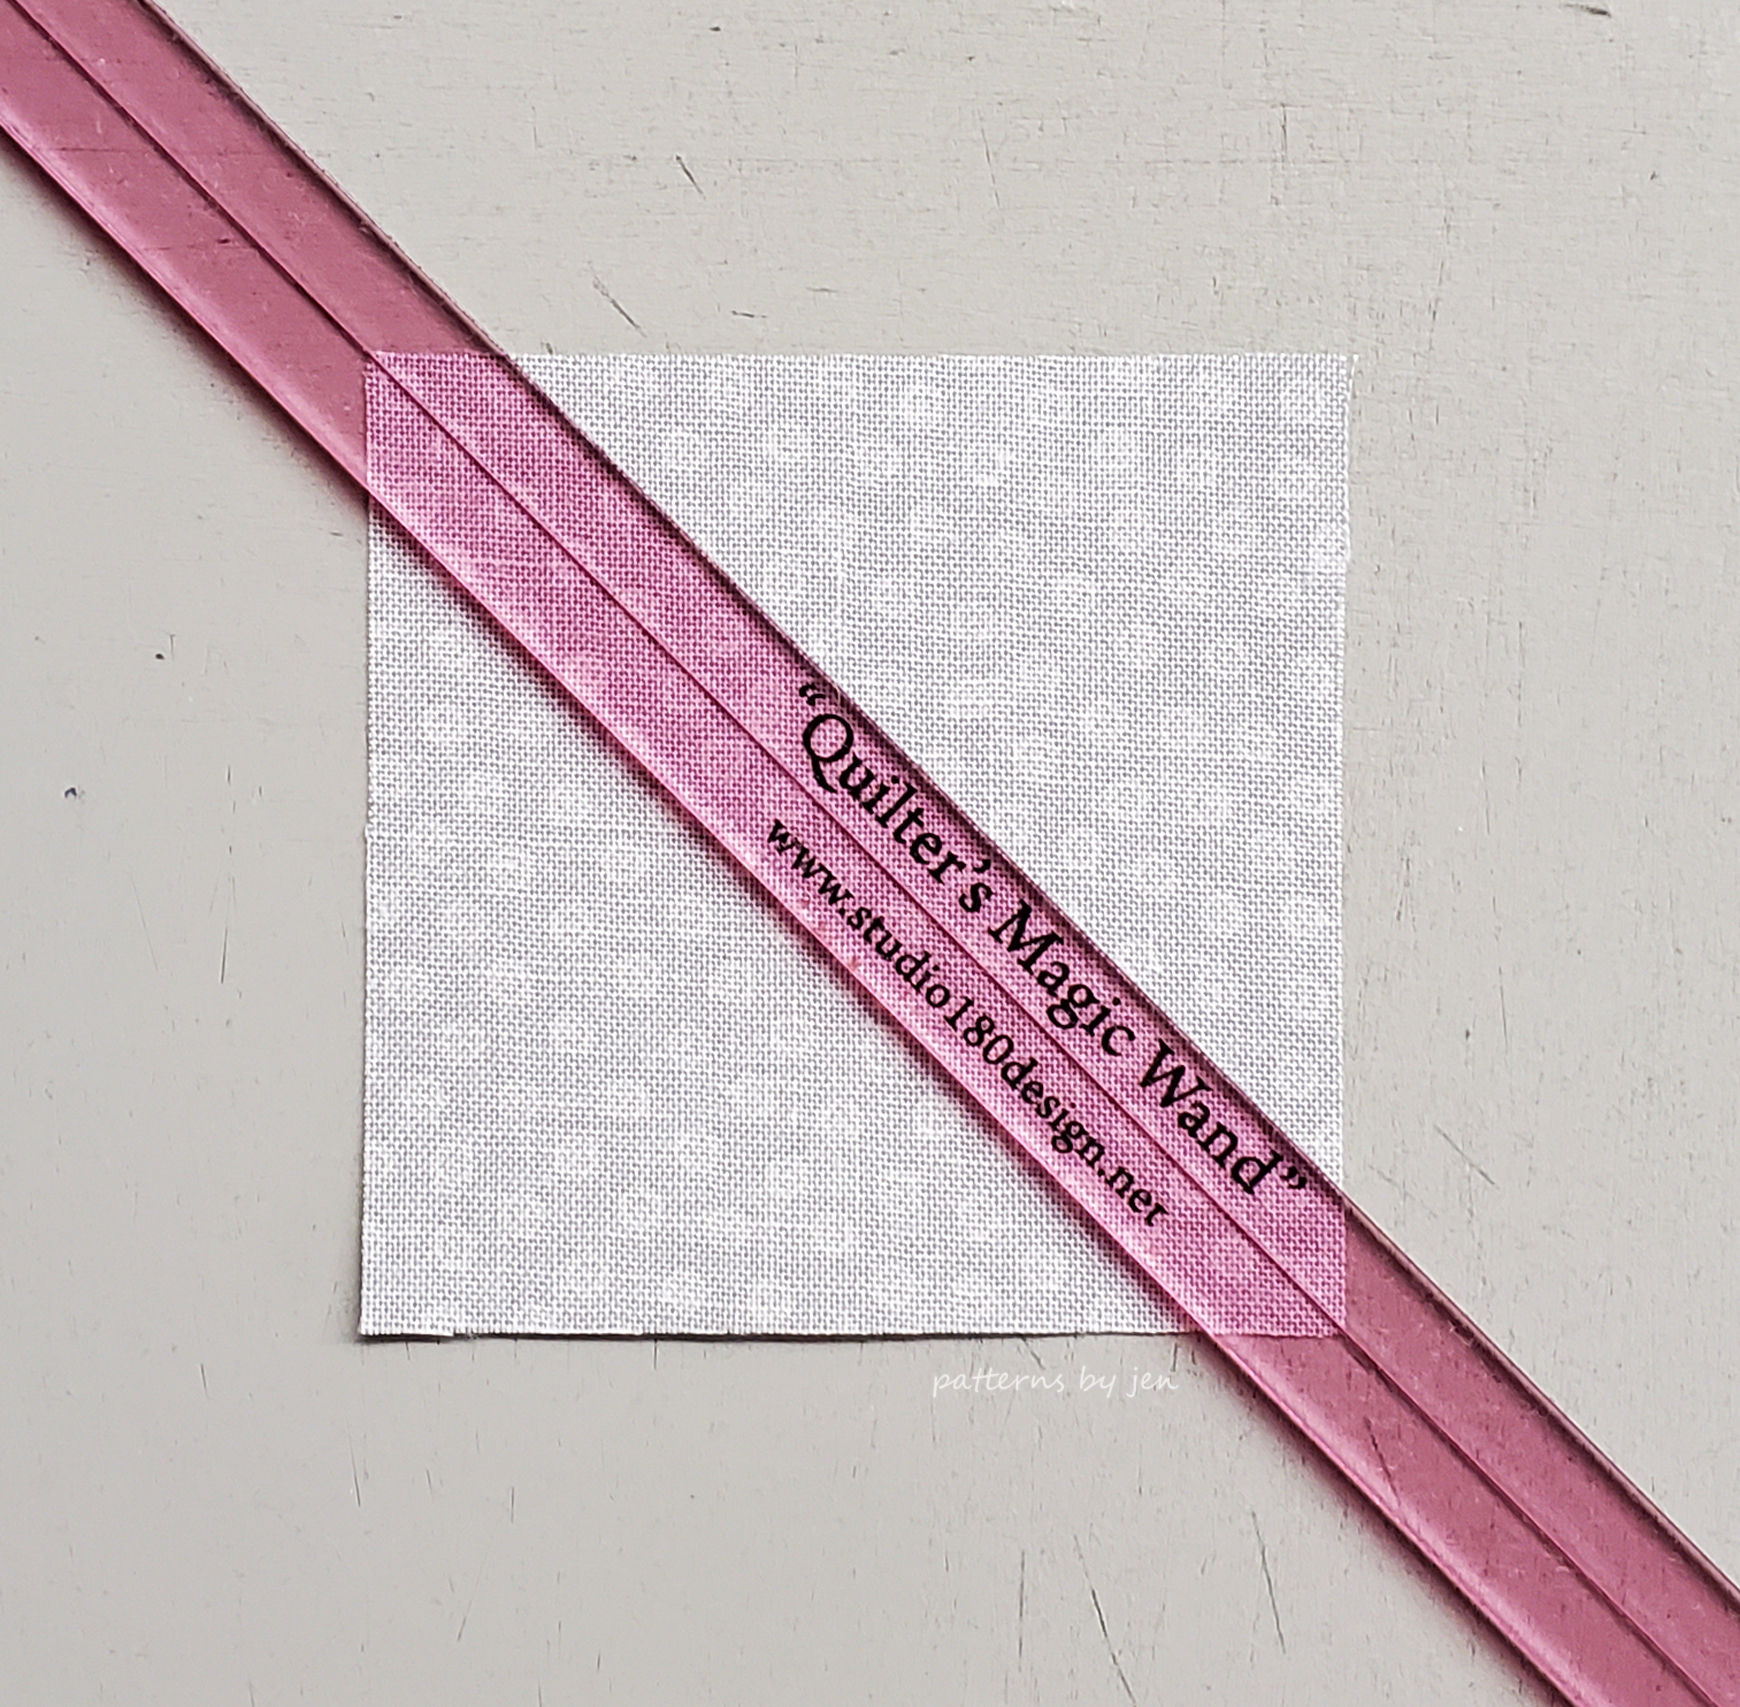 “Quilter’s Magic Wand”
www.studio180design.net
patterns by jen